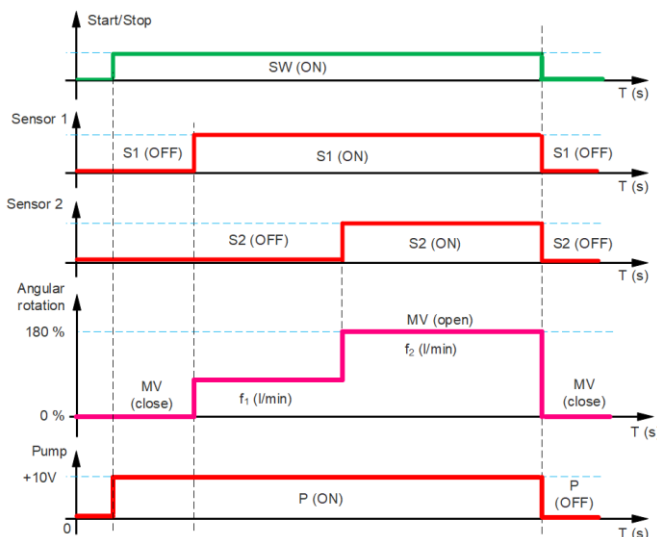 Start/Stop
SW (ON)
T (s)
Sensor 1
S1 (OFF)
S1 (ON)
S1 (OFF)
T (s)
Sensor 2
S2 (OFF)
S2 (ON)
S2 (OFF)
T (s)
Angular
rotation
180 %
MV (open)
f₂ (l/min)
MV
(close)
f₁ (l/min)
MV
(close)
0 %
T (s
Pump
+10V
P (ON)
P
(OFF)
0
T (s)